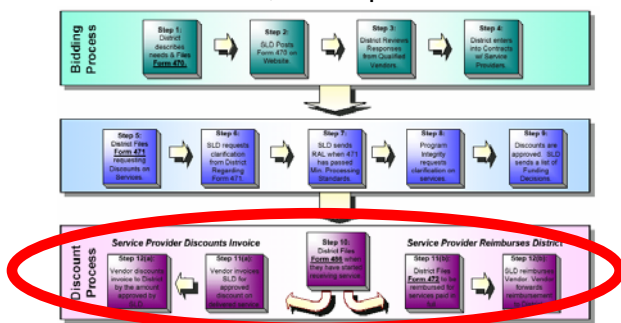 Bidding
Process
Step 1:
District
describes
needs & Files
Form 470.
Step 2:
SLD Posts
Form 470 on
Website.
Step 3:
District Reviews
Responses
from Qualified
Vendors.
Step 4:
District enters
into Contracts
w/ Service
Providers.
Step 5:
District Files
Form 471
requesting
Discounts on
Services.
Step 6:
SLD requests
clarification
from District
Regarding
Form 471.
Step 7:
SLD sends
RAL when 471
has passed
Min. Processing
Standards.
Step 8:
Program
Integrity
requests
clarification on
services.
Step 9:
Discounts are
approved. SLD
sends a list of
Funding
Decisions.
Discount
Process
Service Provider Discounts Invoice
Step 12(a):
Vendor discounts
invoice to District
by the amount
approved by
SLD.
Step 11(a):
Vendor invoices
SLD for
approved
discount on
delivered service
Step 10:
District Files
Form 486 when
they have started
receiving service
Service Provider Reimburses District
Step 11(b):
District Files
Form 472 to be
reimbursed for
services paid in
full
Step 12(b):
SLD reimburses
Vendor. Vendor
forwards
reimbursement
to District